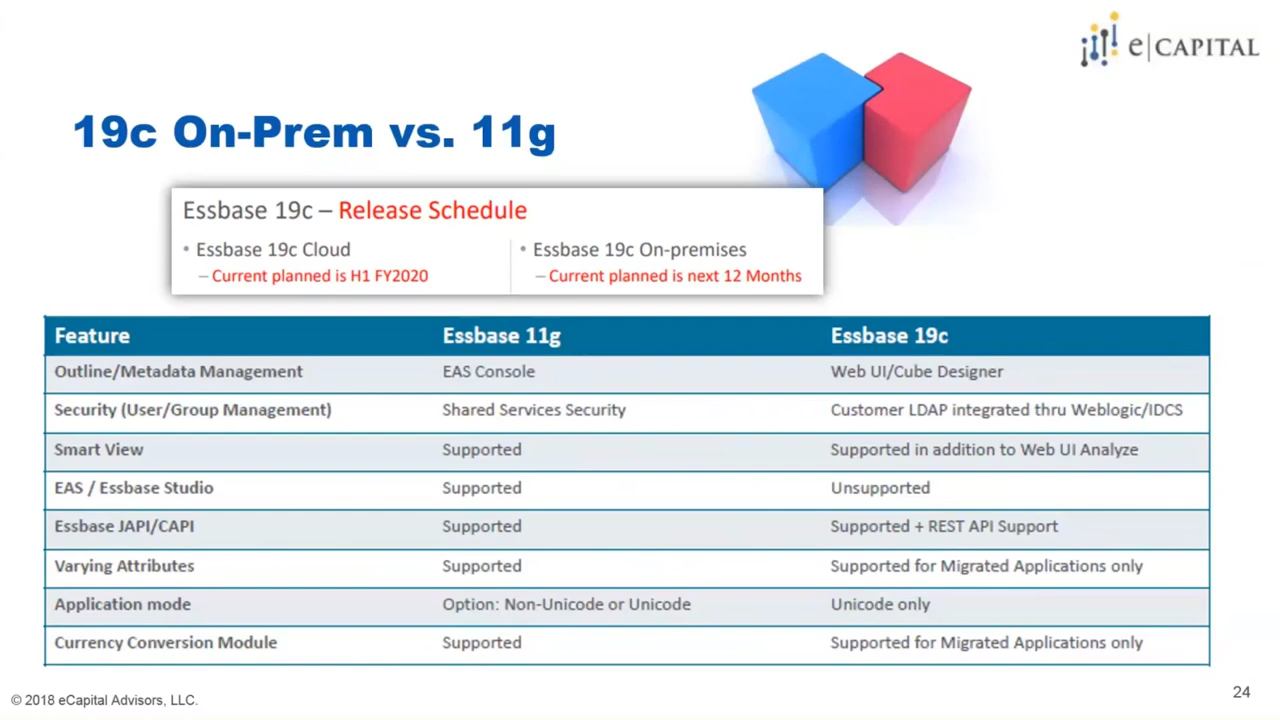 e|CAPITAL
19c On-Prem vs. 11g
Essbase 19c – Release Schedule
• Essbase 19c Cloud
– Current planned is H1 FY2020
• Essbase 19c On-premises
– Current planned is next 12 Months
Feature Essbase 11g Essbase 19c
Outline/Metadata Management EAS Console Web UI/Cube Designer
Security (User/Group Management) Shared Services Security Customer LDAP integrated thru Weblogic/IDCS
Smart View Supported Supported in addition to Web UI Analyze
EAS / Essbase Studio Supported Unsupported
Essbase JAPI/CAPI Supported Supported + REST API Support
Varying Attributes Supported Supported for Migrated Applications only
Application mode Option: Non-Unicode or Unicode Unicode only
Currency Conversion Module Supported Supported for Migrated Applications only
© 2018 eCapital Advisors, LLC.
24